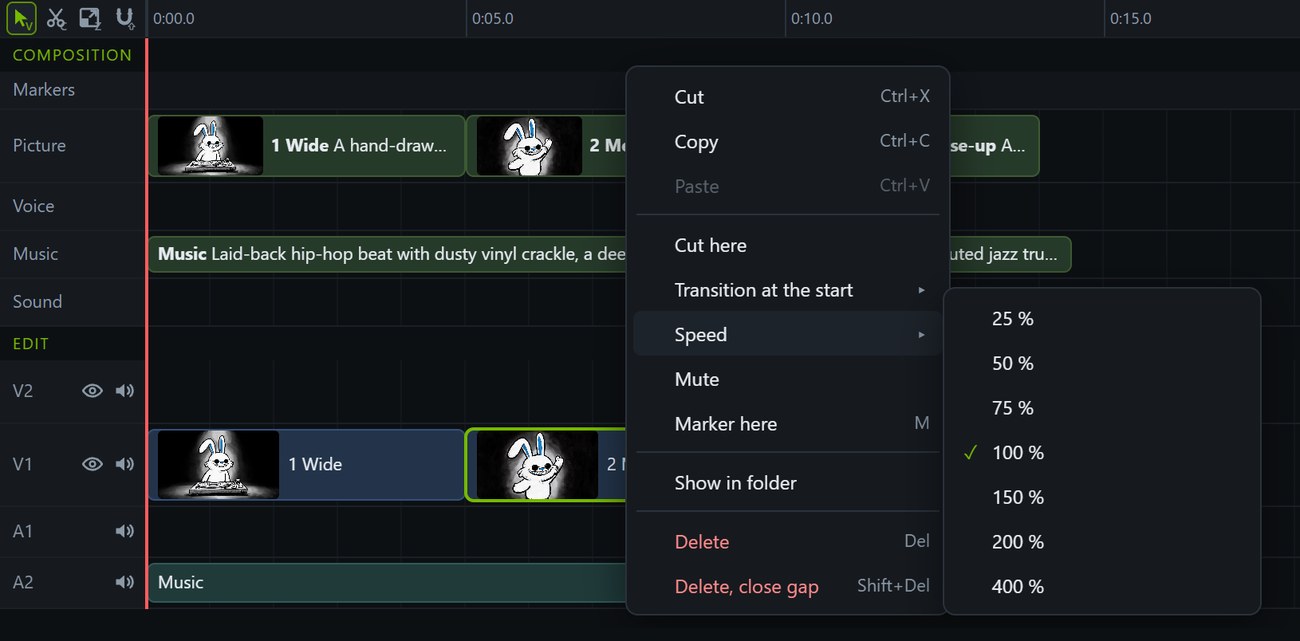 0:00.0
0:05.0
0:10.0
0:15.0
COMPOSITION
Markers
Picture
1 Wide A hand-draw...
2
se-up A...
Voice
Music
Music Laid-back hip-hop beat with dusty vinyl crackle, a
jazz tru...
Sound
EDIT
V2
V1
1 Wide
2
A1
A2
Music
Cut Ctrl+X
Copy Ctrl+C
Paste Ctrl+V
Cut here
Transition at the start
Speed
Mute
Marker here M
Show in folder
Delete Del
Delete, close gap Shift+Del
25 %
50 %
75 %
✓ 100 %
150 %
200 %
400 %